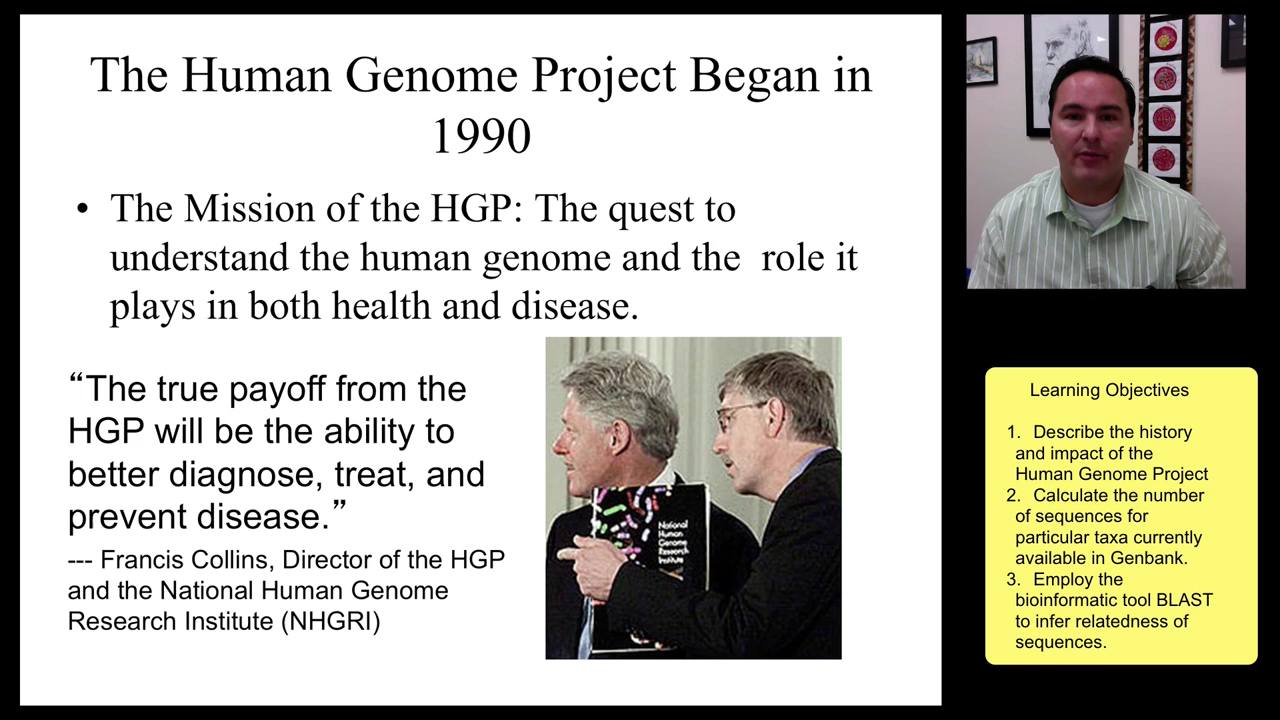 The Human Genome Project Began in
1990
• The Mission of the HGP: The quest to
understand the human genome and the role it
plays in both health and disease.
“The true payoff from the
HGP will be the ability to
better diagnose, treat, and
prevent disease.”
--- Francis Collins, Director of the HGP
and the National Human Genome
Research Institute (NHGRI)
National
Human
Genome
Research
Institute
Learning Objectives
1. Describe the history
and impact of the
Human Genome Project
2. Calculate the number
of sequences for
particular taxa currently
available in Genbank.
3. Employ the
bioinformatic tool BLAST
to infer relatedness of
sequences.